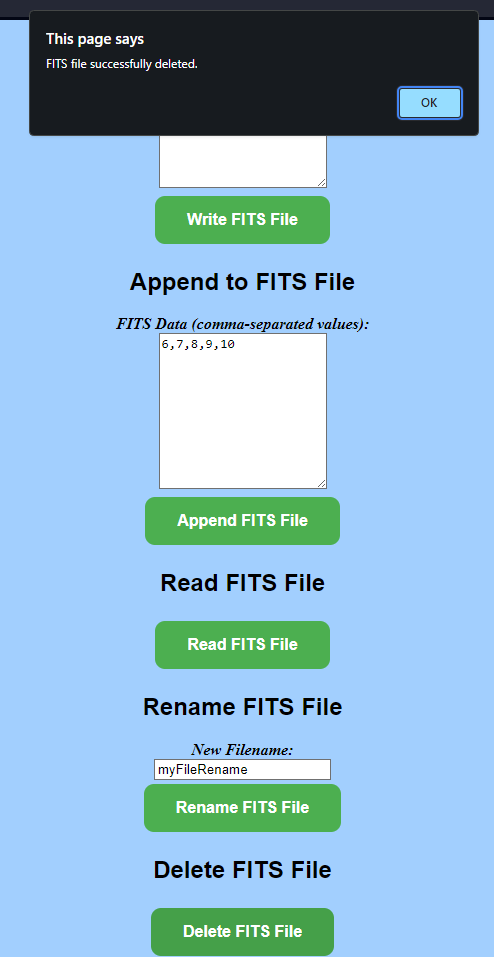 This page says
FITS file successfully deleted.
OK
Write FITS File
Append to FITS File
FITS Data (comma-separated values):
6,7,8,9,10
Append FITS File
Read FITS File
Read FITS File
Rename FITS File
New Filename:
myFileRename
Rename FITS File
Delete FITS File
Delete FITS File